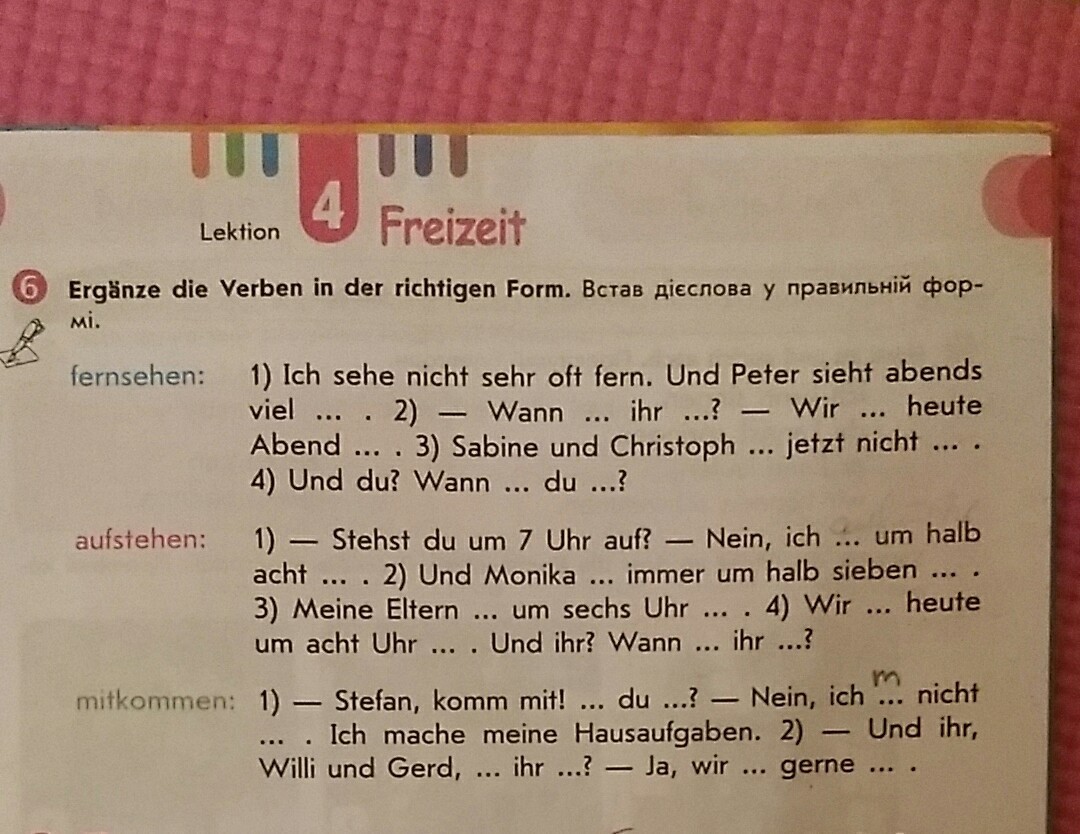 Lektion 4 Freizeit
6 Ergänze die Verben in der richtigen Form. Встав дієслова у правильній фор-
мі.
fernsehen: 1) Ich sehe nicht sehr oft fern. Und Peter sieht abends
viel ... . 2) — Wann ... ihr ...? — Wir ... heute
Abend ... . 3) Sabine und Christoph ... jetzt nicht ... .
4) Und du? Wann ... du ...?
aufstehen: 1) — Stehst du um 7 Uhr auf? — Nein, ich ... um halb
acht ... . 2) Und Monika ... immer um halb sieben ... .
3) Meine Eltern ... um sechs Uhr ... . 4) Wir ... heute
um acht Uhr ... . Und ihr? Wann ... ihr ...?
m
mitkommen: 1) — Stefan, komm mit! ... du ...? — Nein, ich ... nicht
... . Ich mache meine Hausaufgaben. 2) — Und ihr,
Willi und Gerd, ... ihr ...? — Ja, wir ... gerne ... .